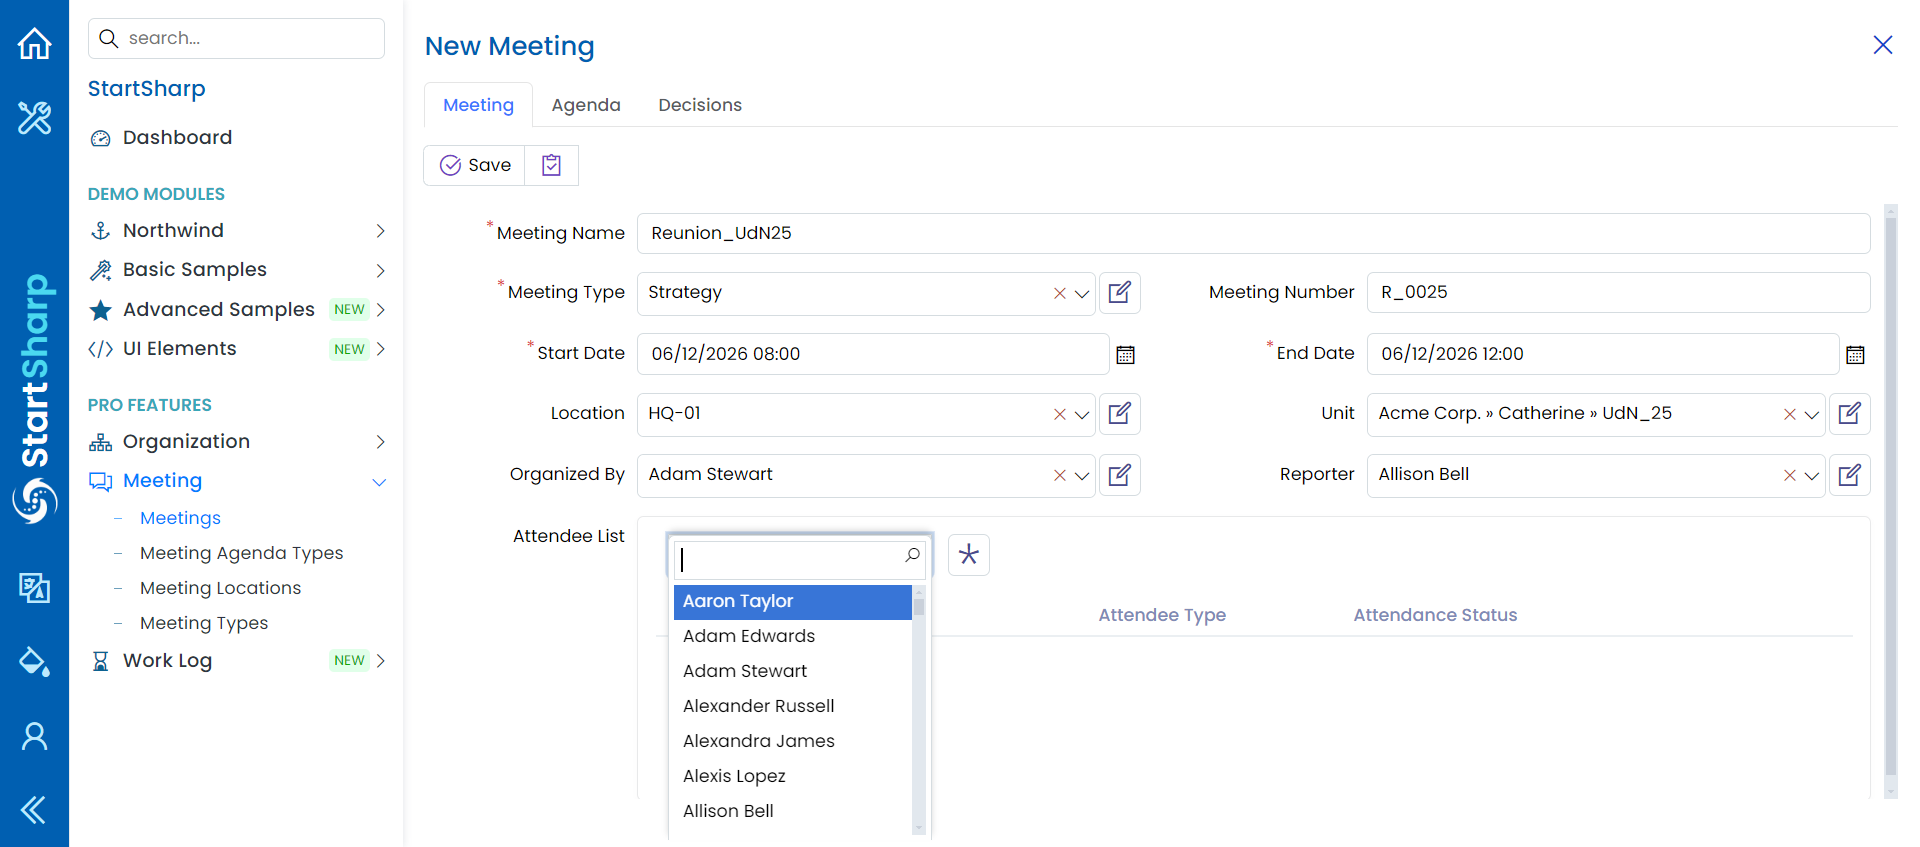 search...
StartSharp
Dashboard
DEMO MODULES
Northwind
Basic Samples
Advanced Samples NEW
UI Elements NEW
PRO FEATURES
Organization
Meeting
Meetings
Meeting Agenda Types
Meeting Locations
Meeting Types
Work Log NEW
StartSharp
New Meeting
Meeting Agenda Decisions
Save
* Meeting Name Reunion_UdN25
* Meeting Type Strategy Meeting Number R_0025
* Start Date 06/12/2026 08:00 * End Date 06/12/2026 12:00
Location HQ-01 Unit Acme Corp. » Catherine » UdN_25
Organized By Adam Stewart Reporter Allison Bell
Attendee List
Attendee Type Attendance Status
Aaron Taylor
Adam Edwards
Adam Stewart
Alexander Russell
Alexandra James
Alexis Lopez
Allison Bell